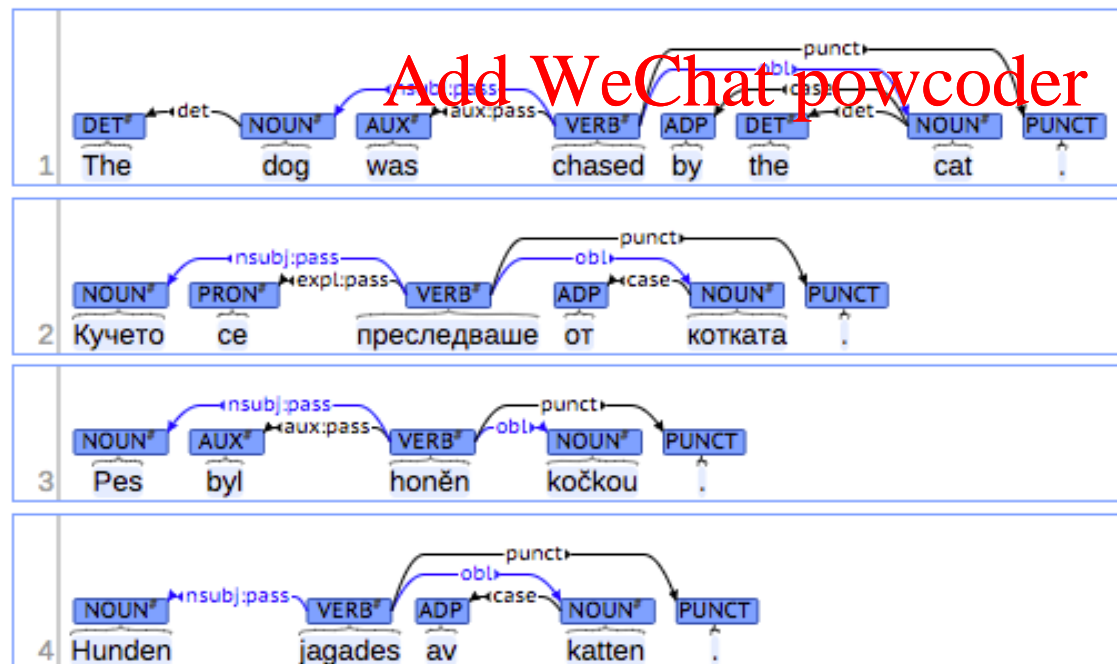 Add WeChat powcoder
punct
nsubj:pass obl
det aux:pass case det
DET# NOUN# AUX# VERB# ADP DET# NOUN# PUNCT
1 The dog was chased by the cat .
punct
nsubj:pass obl
expl:pass case
NOUN# PRON# VERB# ADP NOUN# PUNCT
2 Кучето се преследваше от котката .
nsubj:pass punct
aux:pass obl
NOUN# AUX# VERB# NOUN# PUNCT
3 Pes byl honěn kočkou .
punct
obl
nsubj:pass case
NOUN# VERB# ADP NOUN# PUNCT
4 Hunden jagades av katten .